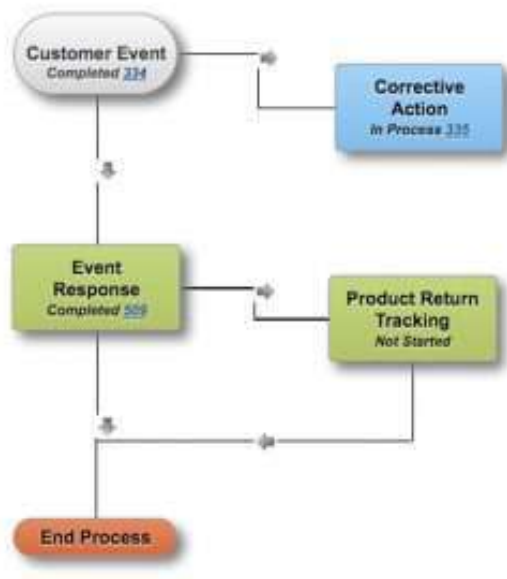 Customer Event
Completed 334
Corrective
Action
In Process 335
Event
Response
Completed 509
Product Return
Tracking
Not Started
End Process